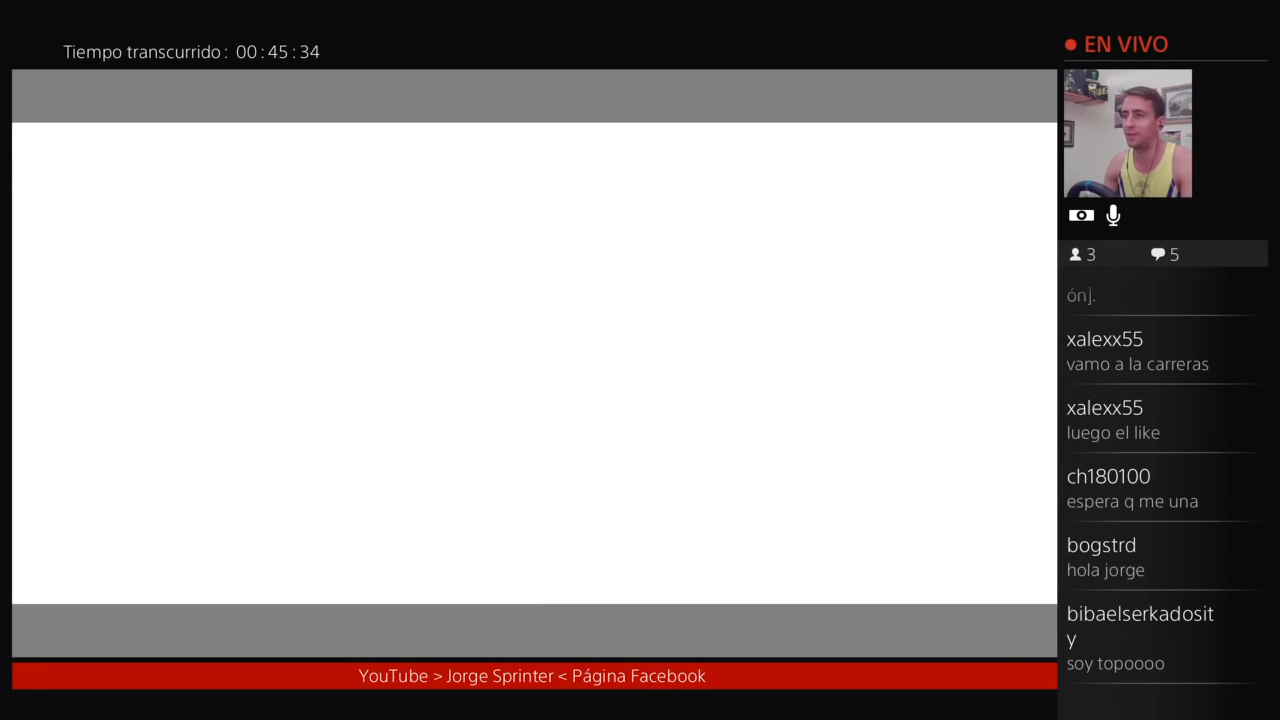 Tiempo transcurrido : 00 : 45 : 34
EN VIVO
3 5
ón].
xalexx55
vamo a la carreras
xalexx55
luego el like
ch180100
espera q me una
bogstrd
hola jorge
bibaelserkadosit
y
soy topoooo
YouTube > Jorge Sprinter < Página Facebook